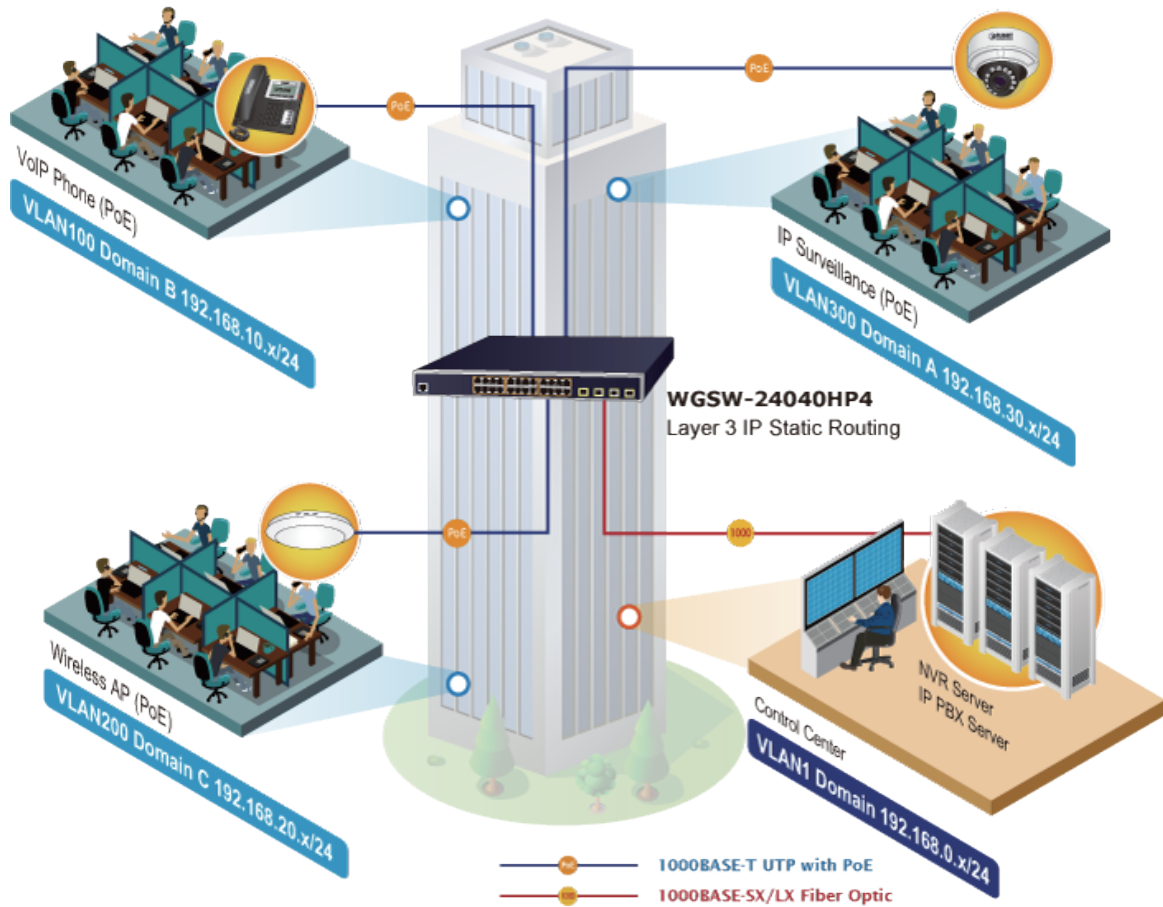 PoE
PoE
PLANET
VoIP Phone (PoE)
VLAN100 Domain B 192.168.10.x/24
IP Surveillance (PoE)
VLAN300 Domain A 192.168.30.x/24
WGSW-24040HP4
Layer 3 IP Static Routing
PoE
1000
Wireless AP (PoE)
VLAN200 Domain C 192.168.20.x/24
NVR Server
IP PBX Server
Control Center
VLAN1 Domain 192.168.0.x/24
PoE
1000BASE-T UTP with PoE
1000
1000BASE-SX/LX Fiber Optic